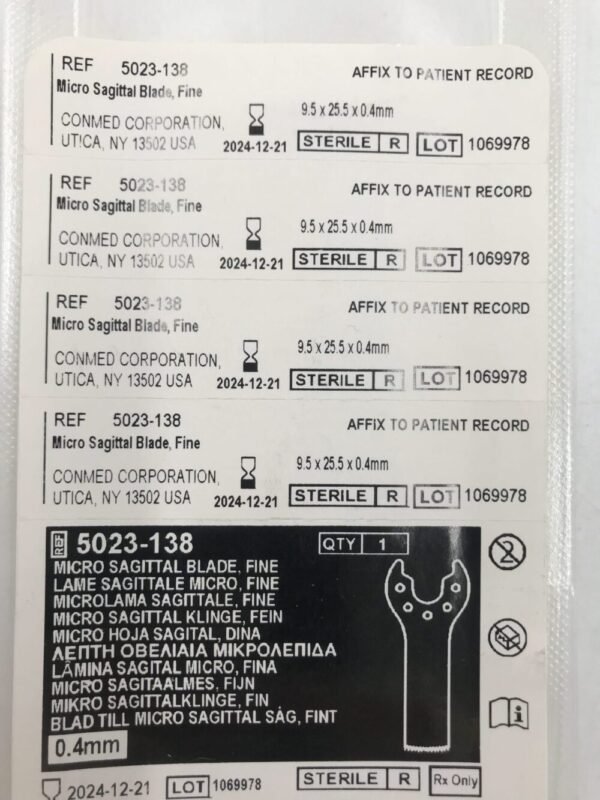 REF 5023-138 AFFIX TO PATIENT RECORD
Micro Sagittal Blade, Fine
9.5 x 25.5 x 0.4mm
CONMED CORPORATION,
UTICA, NY 13502 USA 2024-12-21 STERILE R LOT 1069978
REF 5023-138 AFFIX TO PATIENT RECORD
Micro Sagittal Blade, Fine
9.5 x 25.5 x 0.4mm
CONMED CORPORATION,
UTICA, NY 13502 USA 2024-12-21 STERILE R LOT 1069978
REF 5023-138 AFFIX TO PATIENT RECORD
Micro Sagittal Blade, Fine
9.5 x 25.5 x 0.4mm
CONMED CORPORATION,
UTICA, NY 13502 USA 2024-12-21 STERILE R LOT 1069978
REF 5023-138 AFFIX TO PATIENT RECORD
Micro Sagittal Blade, Fine
9.5 x 25.5 x 0.4mm
CONMED CORPORATION,
UTICA, NY 13502 USA 2024-12-21 STERILE R LOT 1069978
REF 5023-138 QTY 1
MICRO SAGITTAL BLADE, FINE
LAME SAGITTALE MICRO, FINE
MICROLAMA SAGITTALE, FINE
MICRO SAGITTAL KLINGE, FEIN
MICRO HOJA SAGITAL, DINA
ΛΕΠΤΗ ΟΒΕΛΙΑΙΑ ΜΙΚΡΟΛΕΠΙΔΑ
LÂMINA SAGITAL MICRO, FINA
MICRO SAGITAALMES, FIJN
MIKRO SAGITTALKLINGE, FIN
BLAD TILL MICRO SAGITTAL SÅG, FINT
0.4mm
2024-12-21 LOT 1069978 STERILE R Rx Only